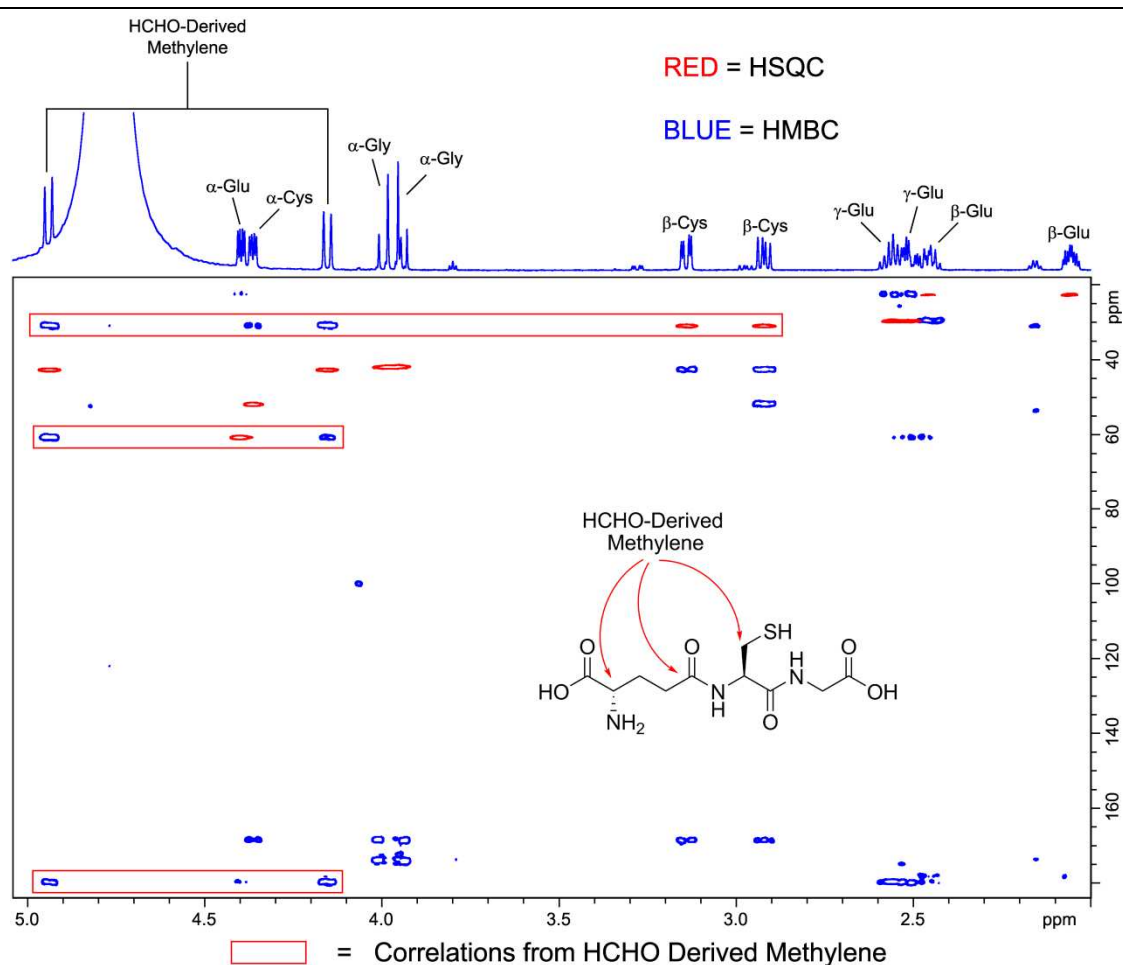 HCHO-Derived
Methylene
RED = HSQC
BLUE = HMBC
α-Gly
α-Gly
α-Glu
α-Cys
β-Cys
β-Cys
γ-Glu
γ-Glu
β-Glu
β-Glu
ppm
40
60
80
100
120
140
160
HCHO-Derived
Methylene
SH
O
O
H
N
O
HO
N
H
OH
NH2
O
5.0
4.5
4.0
3.5
3.0
2.5
ppm
= Correlations from HCHO Derived Methylene